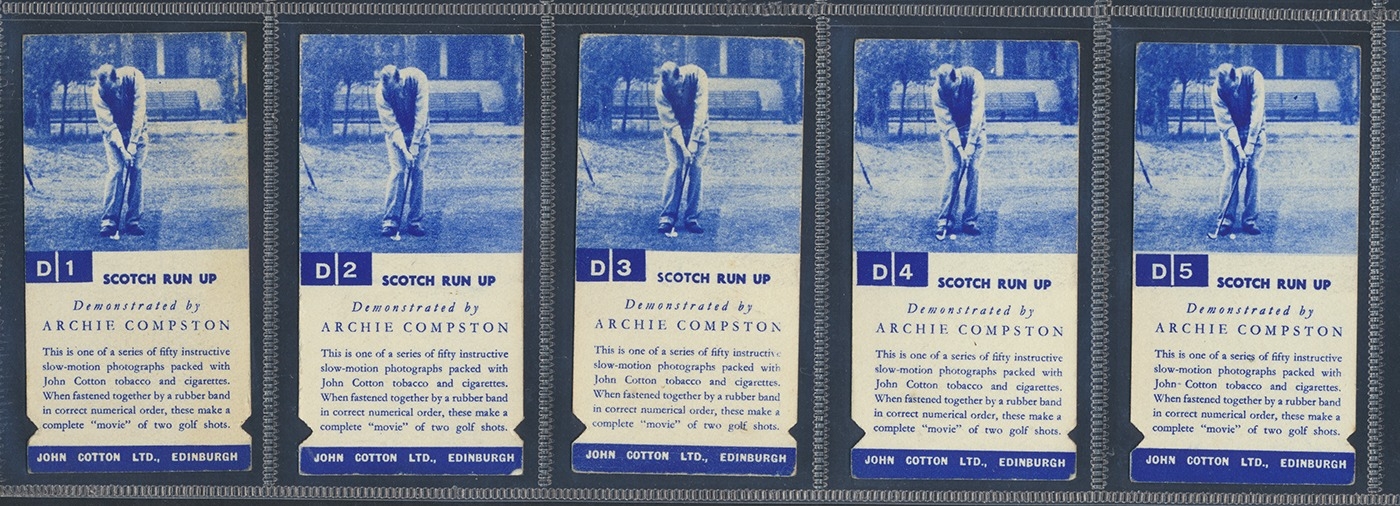 D 1 SCOTCH RUN UP
Demonstrated by
ARCHIE COMPSTON
This is one of a series of fifty instructive
slow-motion photographs packed with
John Cotton tobacco and cigarettes.
When fastened together by a rubber band
in correct numerical order, these make a
complete "movie" of two golf shots.
JOHN COTTON LTD., EDINBURGH
D 2 SCOTCH RUN UP
Demonstrated by
ARCHIE COMPSTON
This is one of a series of fifty instructive
slow-motion photographs packed with
John Cotton tobacco and cigarettes.
When fastened together by a rubber band
in correct numerical order, these make a
complete "movie" of two golf shots.
JOHN COTTON LTD., EDINBURGH
D 3 SCOTCH RUN UP
Demonstrated by
ARCHIE COMPSTON
This is one of a series of fifty instructive
slow-motion photographs packed with
John Cotton tobacco and cigarettes.
When fastened together by a rubber band
in correct numerical order, these make a
complete "movie" of two golf shots.
JOHN COTTON LTD., EDINBURGH
D 4 SCOTCH RUN UP
Demonstrated by
ARCHIE COMPSTON
This is one of a series of fifty instructive
slow-motion photographs packed with
John Cotton tobacco and cigarettes.
When fastened together by a rubber band
in correct numerical order, these make a
complete "movie" of two golf shots.
JOHN COTTON LTD., EDINBURGH
D 5 SCOTCH RUN UP
Demonstrated by
ARCHIE COMPSTON
This is one of a series of fifty instructive
slow-motion photographs packed with
John Cotton tobacco and cigarettes.
When fastened together by a rubber band
in correct numerical order, these make a
complete "movie" of two golf shots.
JOHN COTTON LTD., EDINBURGH